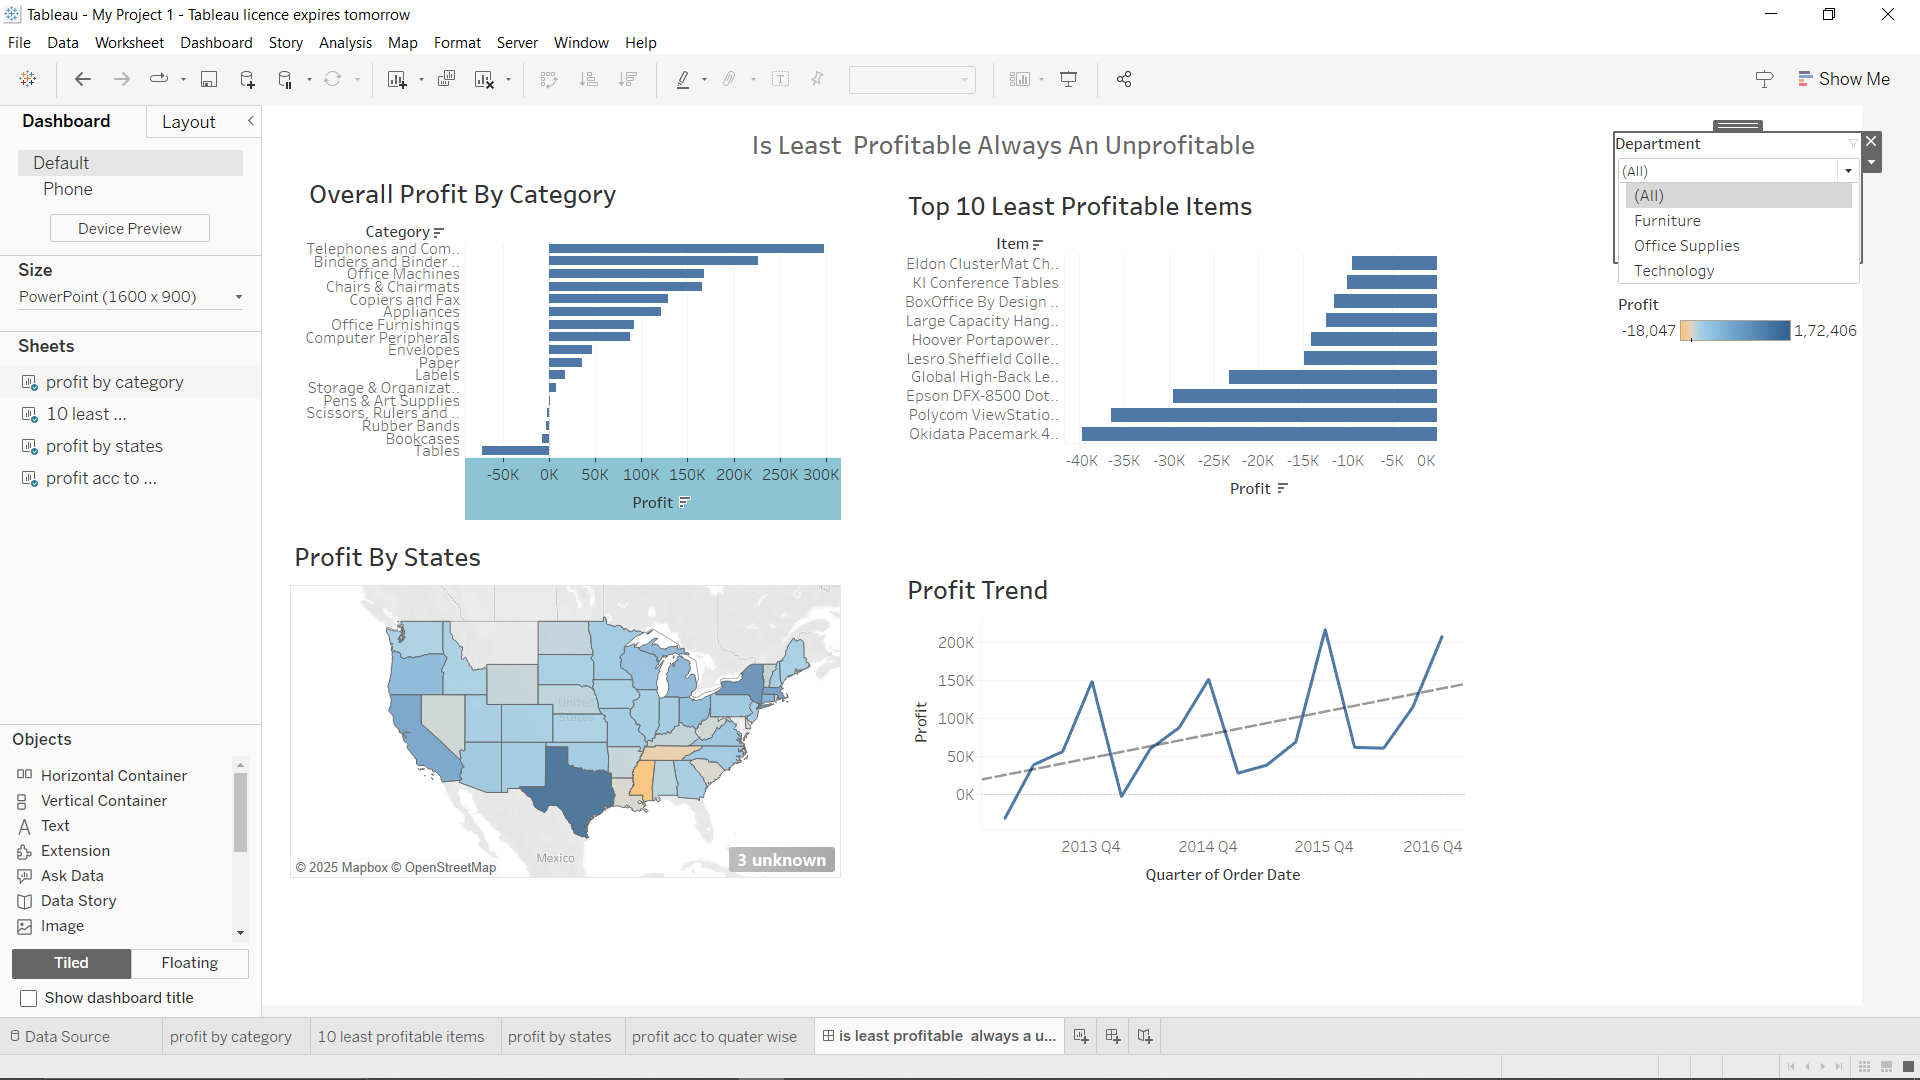 Tableau - My Project 1 - Tableau licence expires tomorrow
File Data Worksheet Dashboard Story Analysis Map Format Server Window Help
Show Me
Dashboard Layout
Default
Phone
Device Preview
Size
PowerPoint (1600 x 900)
Sheets
profit by category
10 least ...
profit by states
profit acc to ...
Objects
Horizontal Container
Vertical Container
Text
Extension
Ask Data
Data Story
Image
Tiled Floating
Show dashboard title
Is Least  Profitable Always An Unprofitable
Overall Profit By Category
Category
Telephones and Com..
Binders and Binder ..
Office Machines
Chairs & Chairmats
Copiers and Fax
Appliances
Office Furnishings
Computer Peripherals
Envelopes
Paper
Labels
Storage & Organizat..
Pens & Art Supplies
Scissors, Rulers and ..
Rubber Bands
Bookcases
Tables
-50K 0K 50K 100K 150K 200K 250K 300K
Profit
Top 10 Least Profitable Items
Item
Eldon ClusterMat Ch..
KI Conference Tables
BoxOffice By Design ..
Large Capacity Hang..
Hoover Portapower..
Lesro Sheffield Colle..
Global High-Back Le..
Epson DFX-8500 Dot..
Polycom ViewStatio..
Okidata Pacemark 4..
-40K -35K -30K -25K -20K -15K -10K -5K 0K
Profit
Department
(All)
(All)
Furniture
Office Supplies
Technology
Profit
-18,047 1,72,406
Profit By States
United
States
Mexico
3 unknown
© 2025 Mapbox © OpenStreetMap
Profit Trend
200K
150K
100K
50K
0K
Profit
2013 Q4 2014 Q4 2015 Q4 2016 Q4
Quarter of Order Date
Data Source profit by category 10 least profitable items profit by states profit acc to quater wise is least profitable  always a u...